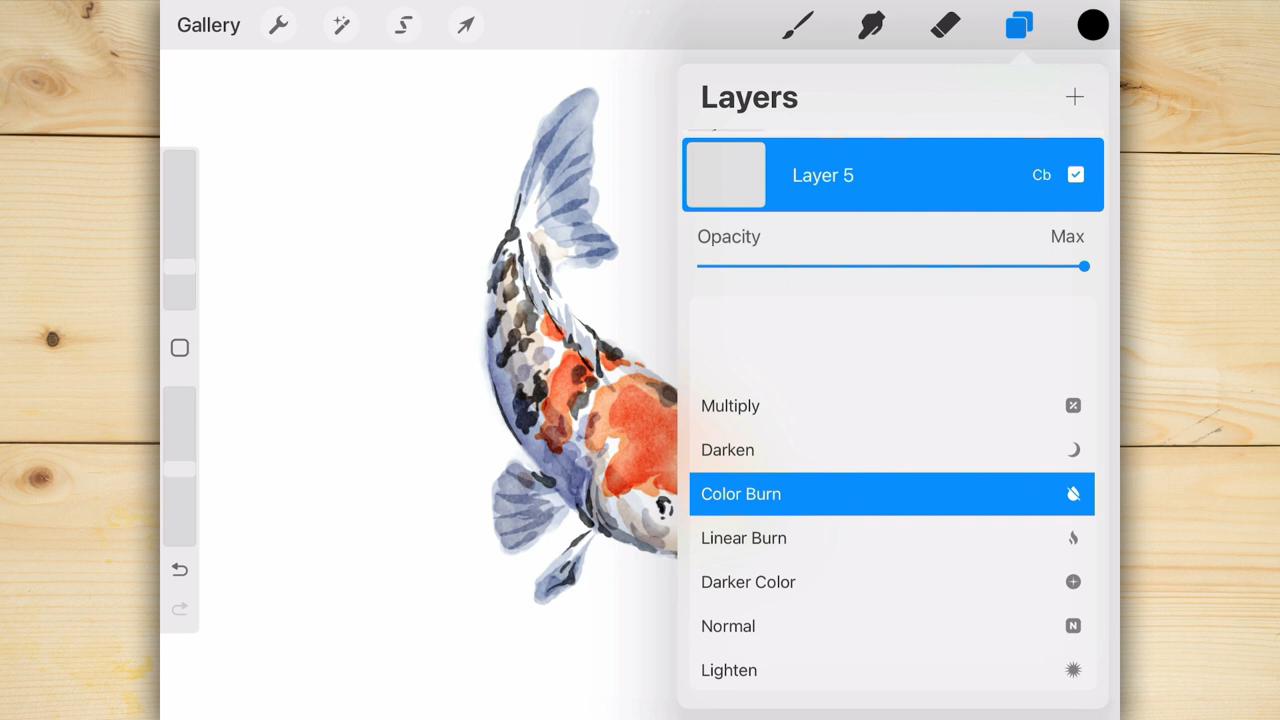 Gallery
Layers
Layer 5 Cb
Opacity Max
Multiply
Darken
Color Burn
Linear Burn
Darker Color
Normal N
Lighten